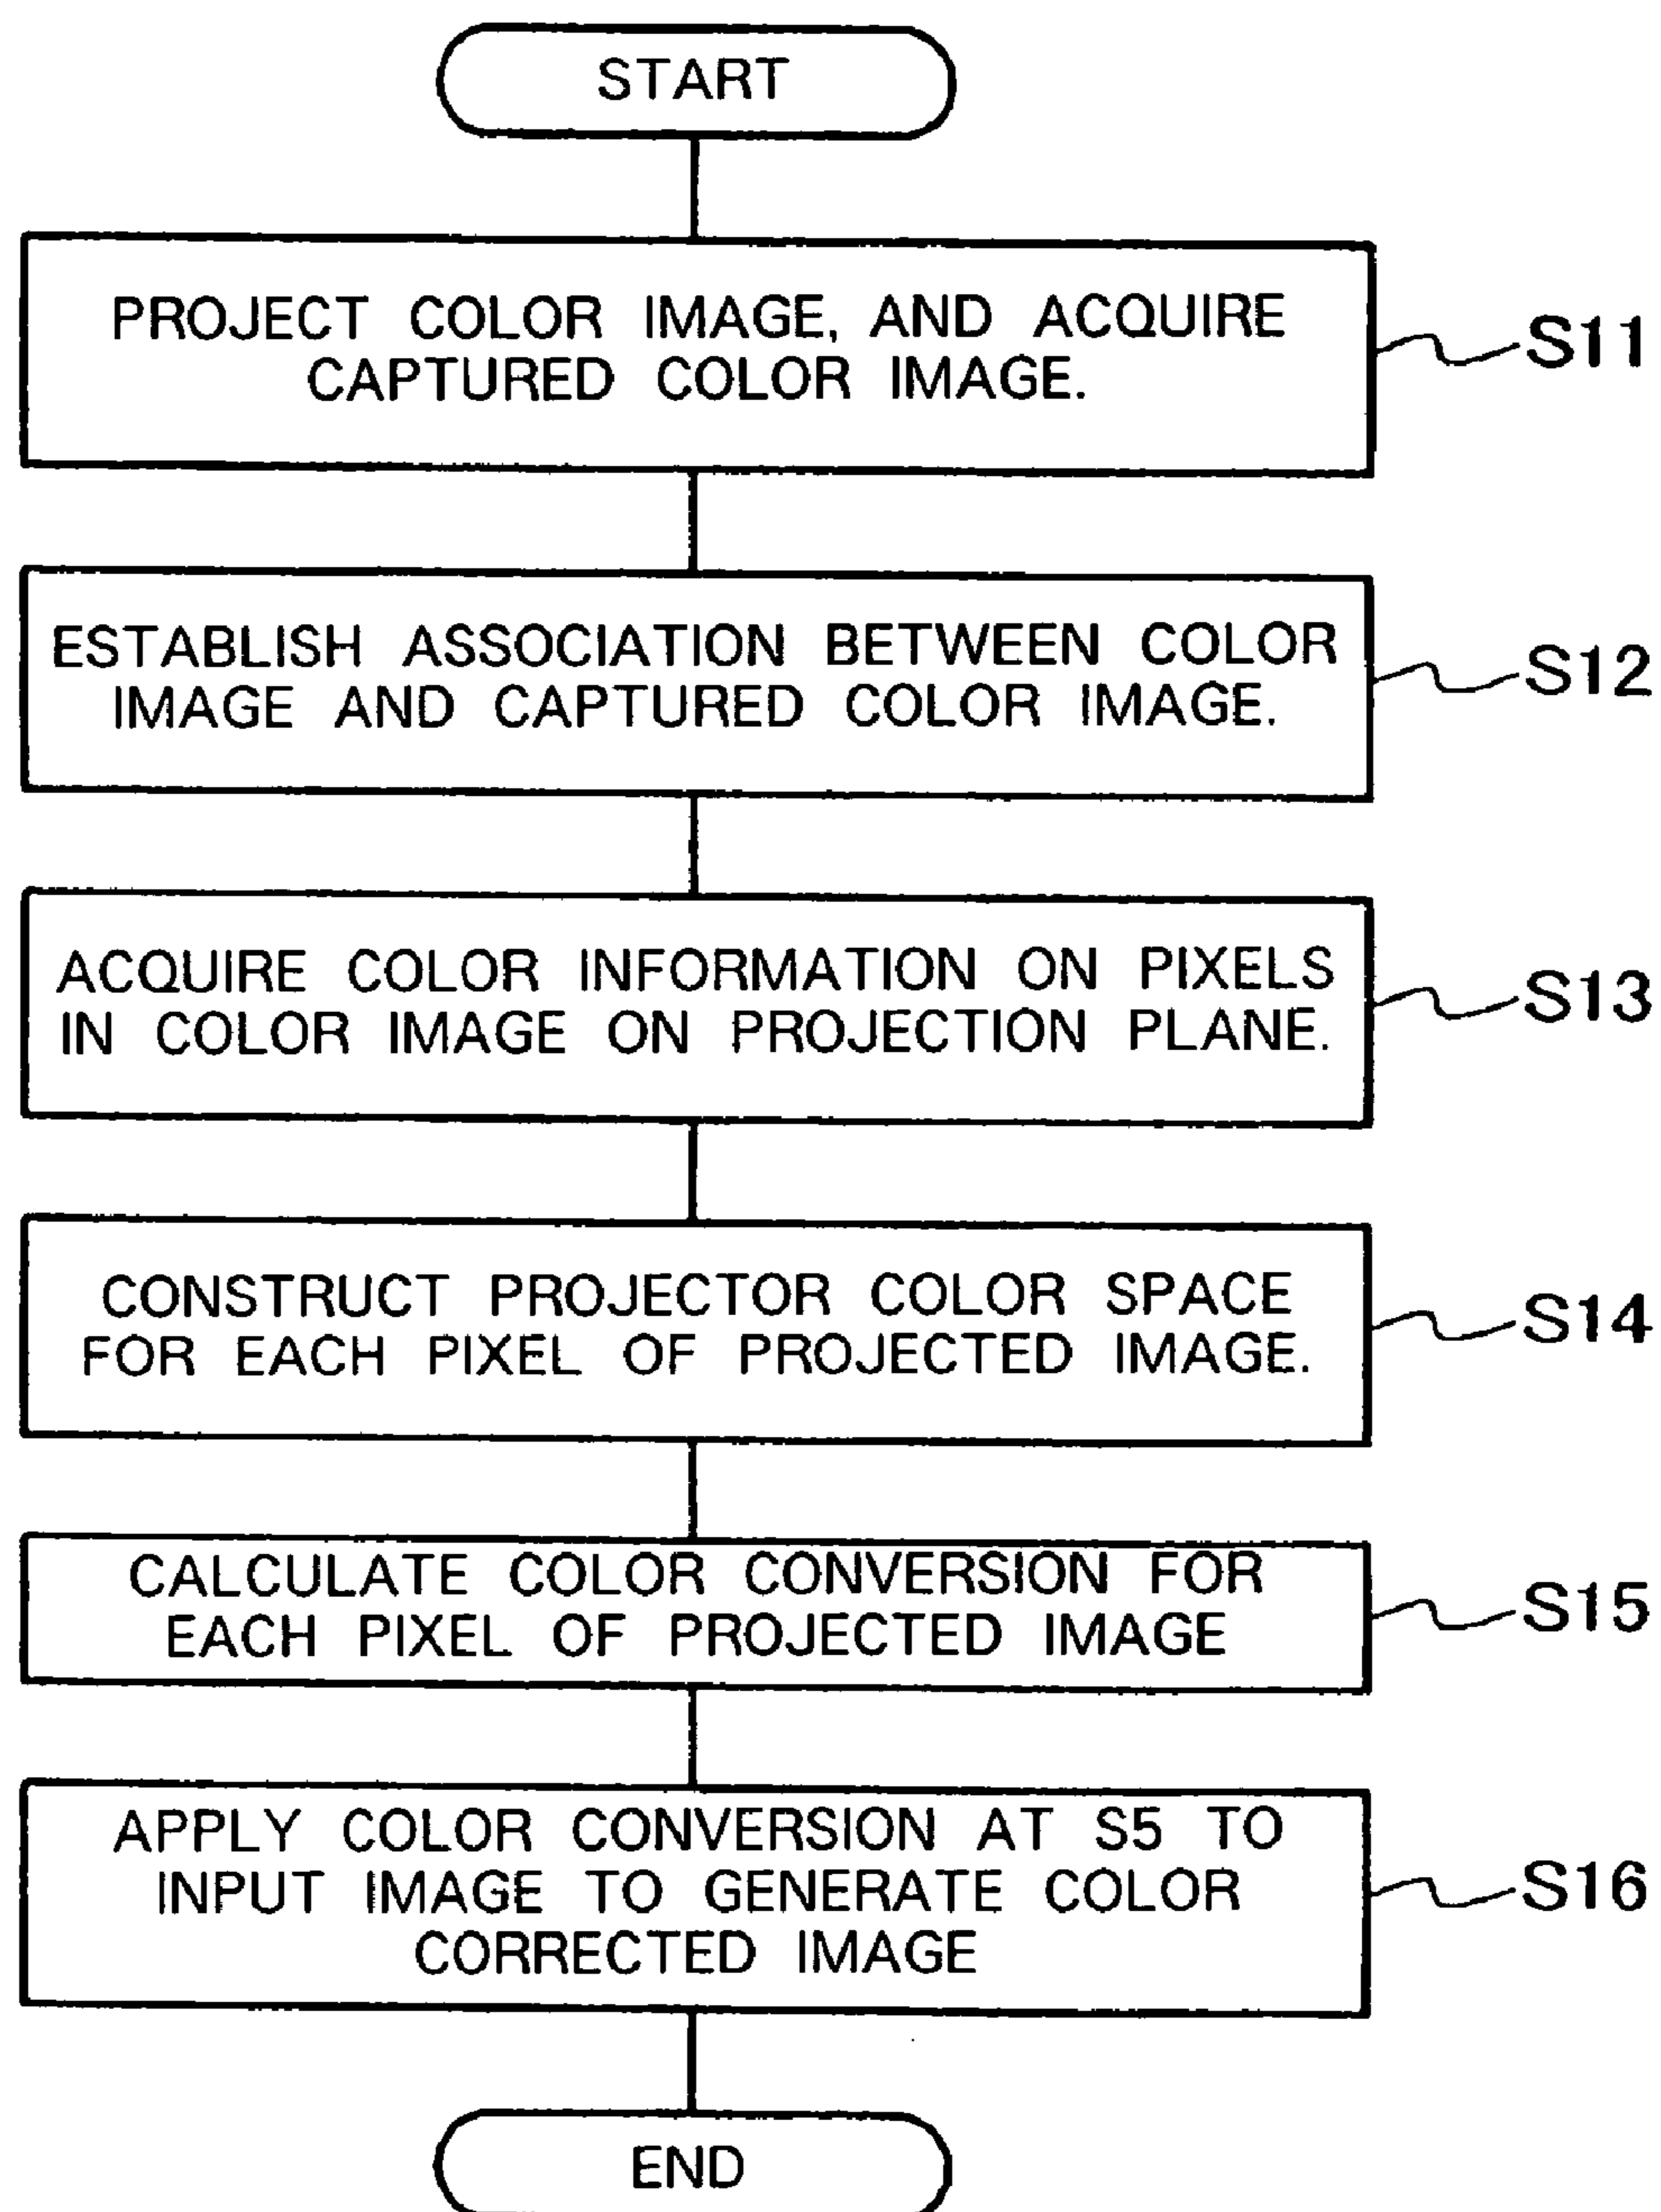 START
PROJECT COLOR IMAGE, AND ACQUIRE
CAPTURED COLOR IMAGE.
S11
ESTABLISH ASSOCIATION BETWEEN COLOR
IMAGE AND CAPTURED COLOR IMAGE.
S12
ACQUIRE COLOR INFORMATION ON PIXELS
IN COLOR IMAGE ON PROJECTION PLANE.
S13
CONSTRUCT PROJECTOR COLOR SPACE
FOR EACH PIXEL OF PROJECTED IMAGE.
S14
CALCULATE COLOR CONVERSION FOR
EACH PIXEL OF PROJECTED IMAGE
S15
APPLY COLOR CONVERSION AT S5 TO
INPUT IMAGE TO GENERATE COLOR
CORRECTED IMAGE
S16
END